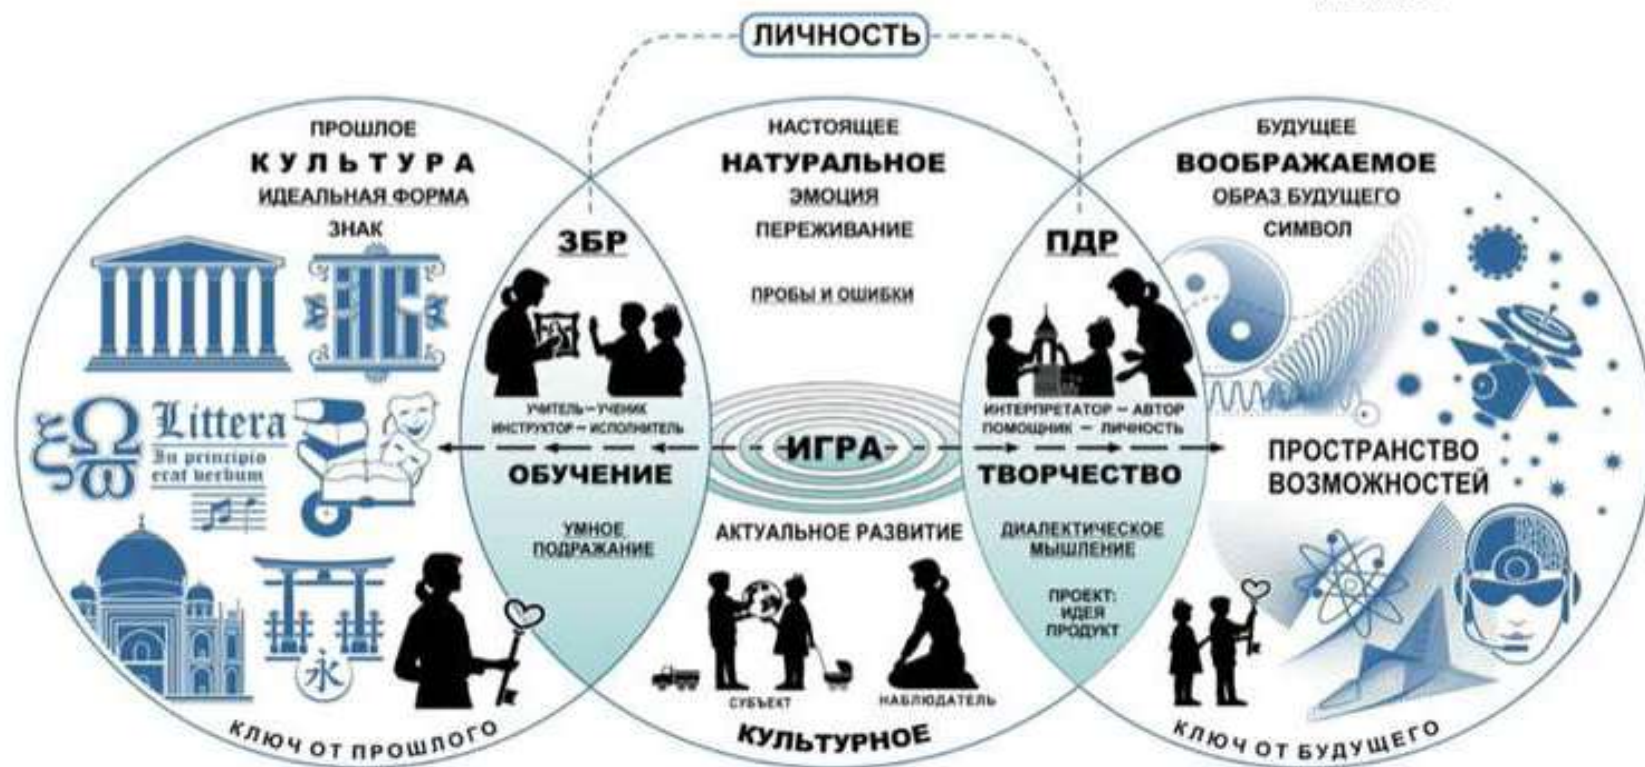 ЛИЧНОСТЬ
ПРОШЛОЕ
КУЛЬТУРА
ИДЕАЛЬНАЯ ФОРМА
ЗНАК
Littera
In principio
erat verbum
ξ Ω ω
永
КЛЮЧ ОТ ПРОШЛОГО
ЗБР
УЧИТЕЛЬ – УЧЕНИК
ИНСТРУКТОР – ИСПОЛНИТЕЛЬ
ОБУЧЕНИЕ
УМНОЕ
ПОДРАЖАНИЕ
НАСТОЯЩЕЕ
НАТУРАЛЬНОЕ
ЭМОЦИЯ
ПЕРЕЖИВАНИЕ
ПРОБЫ И ОШИБКИ
ИГРА
АКТУАЛЬНОЕ РАЗВИТИЕ
СУБЪЕКТ
НАБЛЮДАТЕЛЬ
КУЛЬТУРНОЕ
ПДР
ИНТЕРПРЕТАТОР – АВТОР
ПОМОЩНИК – ЛИЧНОСТЬ
ТВОРЧЕСТВО
ДИАЛЕКТИЧЕСКОЕ
МЫШЛЕНИЕ
ПРОЕКТ:
ИДЕЯ
ПРОДУКТ
БУДУЩЕЕ
ВООБРАЖАЕМОЕ
ОБРАЗ БУДУЩЕГО
СИМВОЛ
ПРОСТРАНСТВО
ВОЗМОЖНОСТЕЙ
КЛЮЧ ОТ БУДУЩЕГО